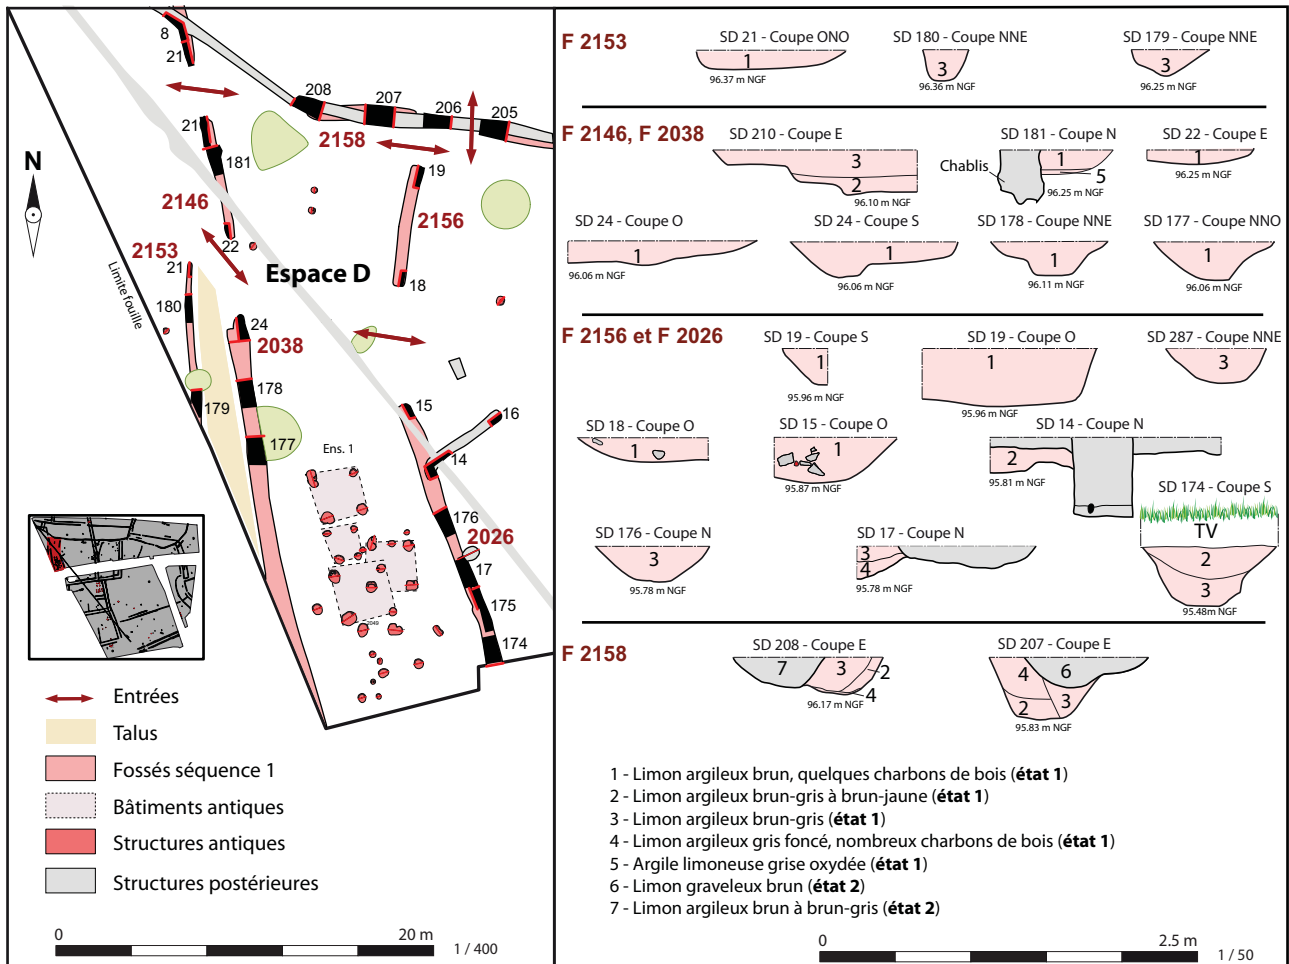 8
21
208
207
206
205
2158
21
181
19
N
2146
2156
22
2153
Espace D
21
18
180
Limite fouille
24
2038
178
15
16
179
177
14
Ens. 1
176
2026
17
175
2049
174
Entrées
Talus
Fossés séquence 1
Bâtiments antiques
Structures antiques
Structures postérieures
0 20 m
1 / 400
F 2153
SD 21 - Coupe ONO
1
96.37 m NGF
SD 180 - Coupe NNE
3
96.36 m NGF
SD 179 - Coupe NNE
3
96.25 m NGF
F 2146, F 2038
SD 210 - Coupe E
3
2
96.10 m NGF
SD 181 - Coupe N
Chablis
1
5
96.25 m NGF
SD 22 - Coupe E
1
96.25 m NGF
SD 24 - Coupe O
1
96.06 m NGF
SD 24 - Coupe S
1
96.06 m NGF
SD 178 - Coupe NNE
1
96.11 m NGF
SD 177 - Coupe NNO
1
96.06 m NGF
F 2156 et F 2026
SD 19 - Coupe S
1
95.96 m NGF
SD 19 - Coupe O
1
95.96 m NGF
SD 287 - Coupe NNE
3
SD 18 - Coupe O
1
SD 15 - Coupe O
1
95.87 m NGF
SD 14 - Coupe N
2
95.81 m NGF
SD 174 - Coupe S
TV
2
3
95.48m NGF
SD 176 - Coupe N
3
95.78 m NGF
SD 17 - Coupe N
3
4
95.78 m NGF
F 2158
SD 208 - Coupe E
7
3
2
4
96.17 m NGF
SD 207 - Coupe E
4
6
2
3
95.83 m NGF
1 - Limon argileux brun, quelques charbons de bois (état 1)
2 - Limon argileux brun-gris à brun-jaune (état 1)
3 - Limon argileux brun-gris (état 1)
4 - Limon argileux gris foncé, nombreux charbons de bois (état 1)
5 - Argile limoneuse grise oxydée (état 1)
6 - Limon graveleux brun (état 2)
7 - Limon argileux brun à brun-gris (état 2)
0 2.5 m
1 / 50